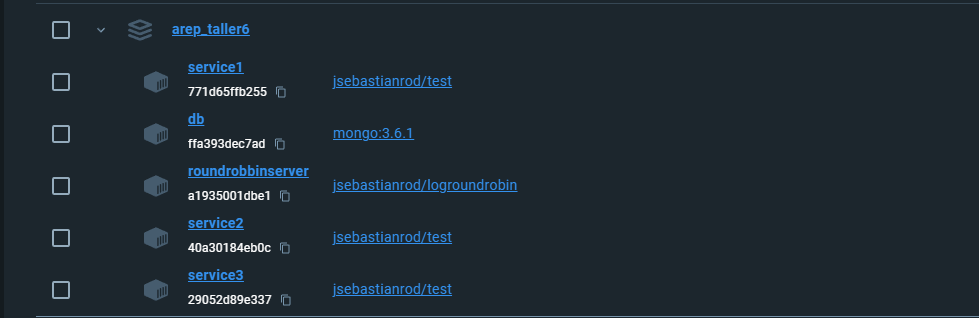 arep_taller6
service1
771d65ffb255
jsebastianrod/test
db
ffa393dec7ad
mongo:3.6.1
roundrobbinserver
a1935001dbe1
jsebastianrod/logroundrobin
service2
40a30184eb0c
jsebastianrod/test
service3
29052d89e337
jsebastianrod/test